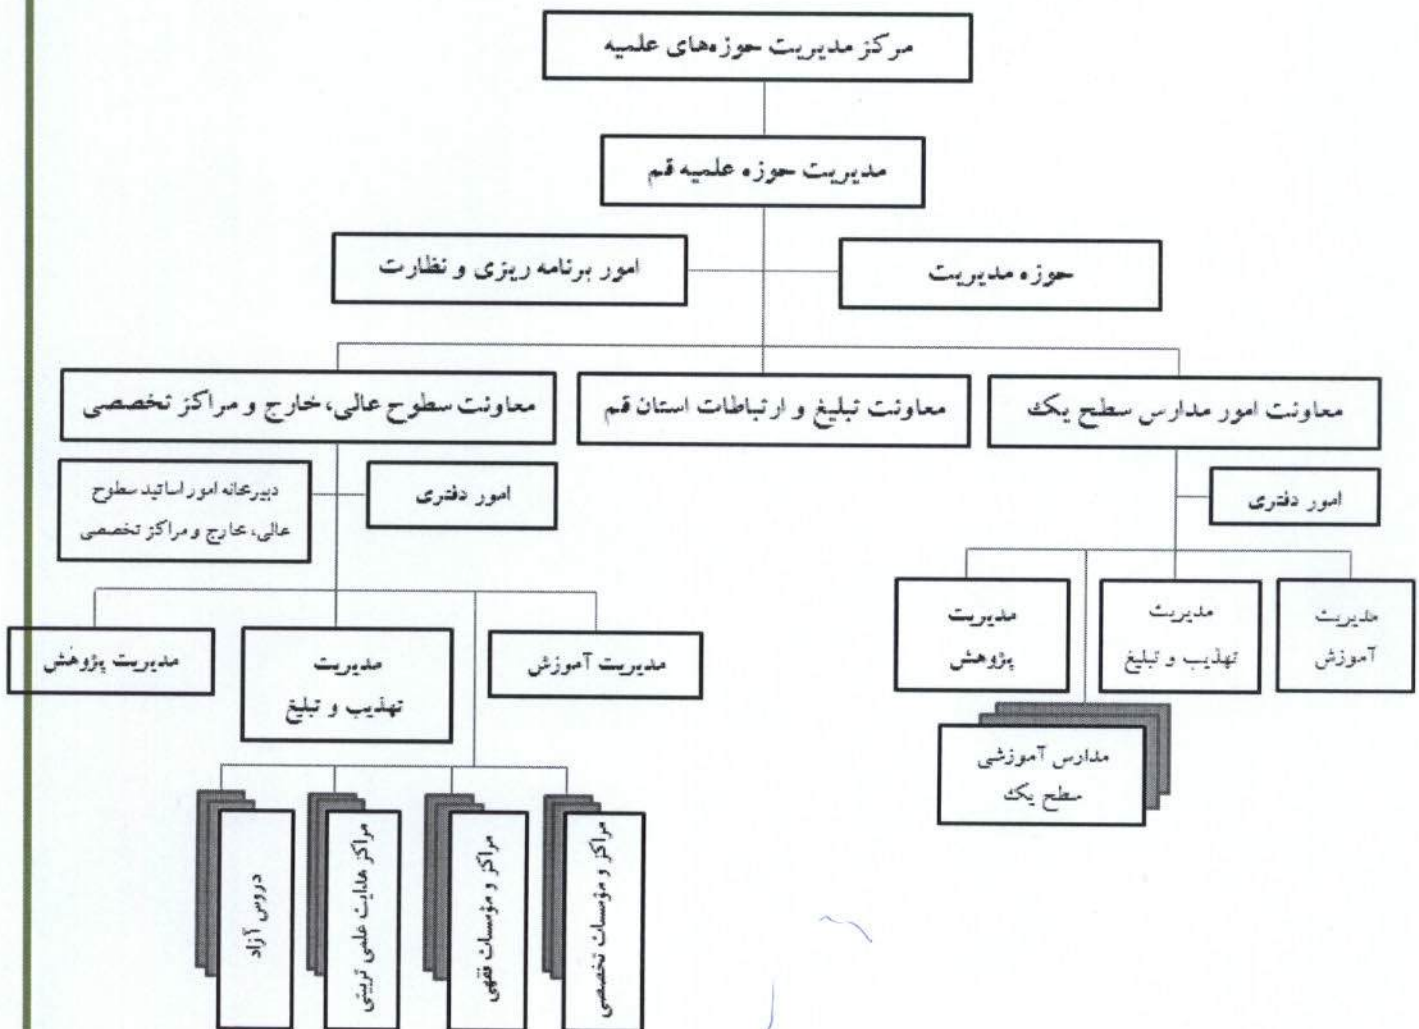 مرکز مدیریت حوزه‌های علمیه
مدیریت حوزه علمیه قم
حوزه مدیریت
امور برنامه ریزی و نظارت
معاونت امور مدارس سطح یک
معاونت تبلیغ و ارتباطات استان قم
معاونت سطوح عالی، خارج و مراکز تخصصی
امور دفتری
امور دفتری
دبیرخانه امور اساتید سطوح
عالی، خارج و مراکز تخصصی
مدیریت
آموزش
مدیریت
تهذیب و تبلیغ
مدیریت
پژوهش
مدارس آموزشی
سطح یک
مدیریت آموزش
مدیریت
تهذیب و تبلیغ
مدیریت پژوهش
مراکز و مؤسسات تخصصی
مراکز و مؤسسات فقهی
مراکز هدایت علمی تربیتی
دروس آزاد